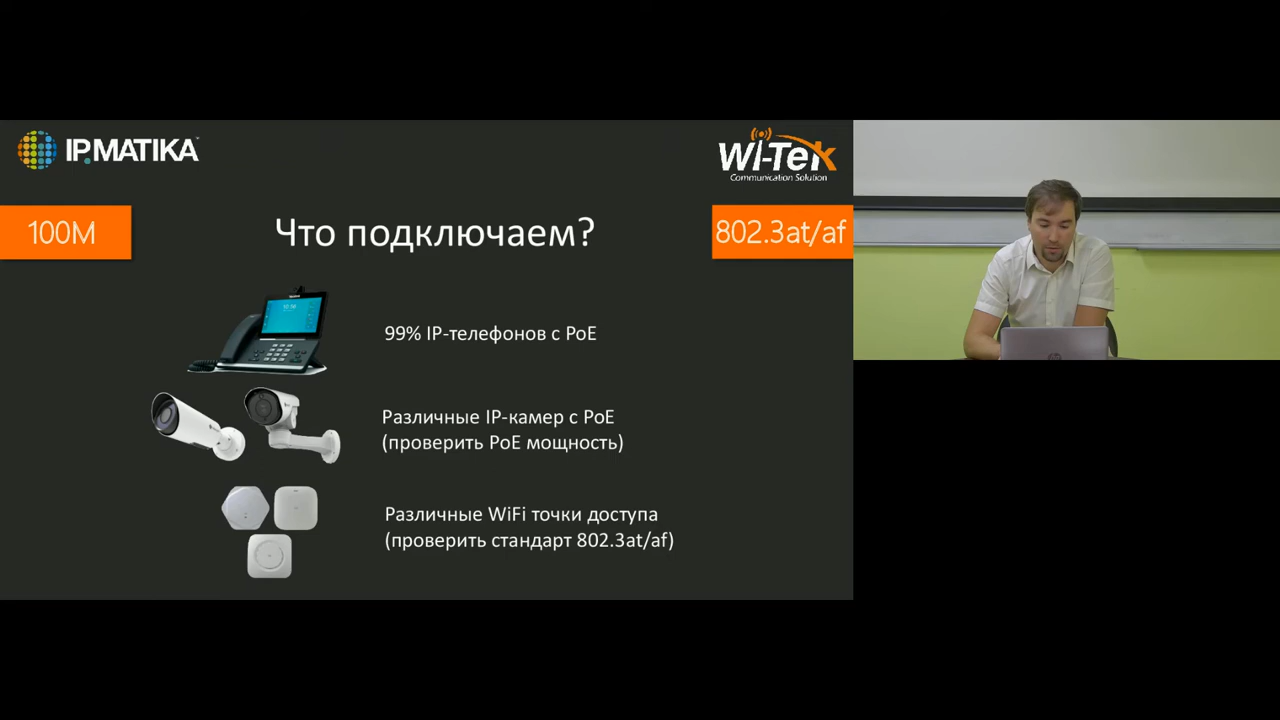 IP.MATIKA
Wi-Tek
Communication Solution
100M
Что подключаем?
802.3at/af
99% IP-телефонов с PoE
Различные IP-камер с PoE
(проверить PoE мощность)
Различные WiFi точки доступа
(проверить стандарт 802.3at/af)